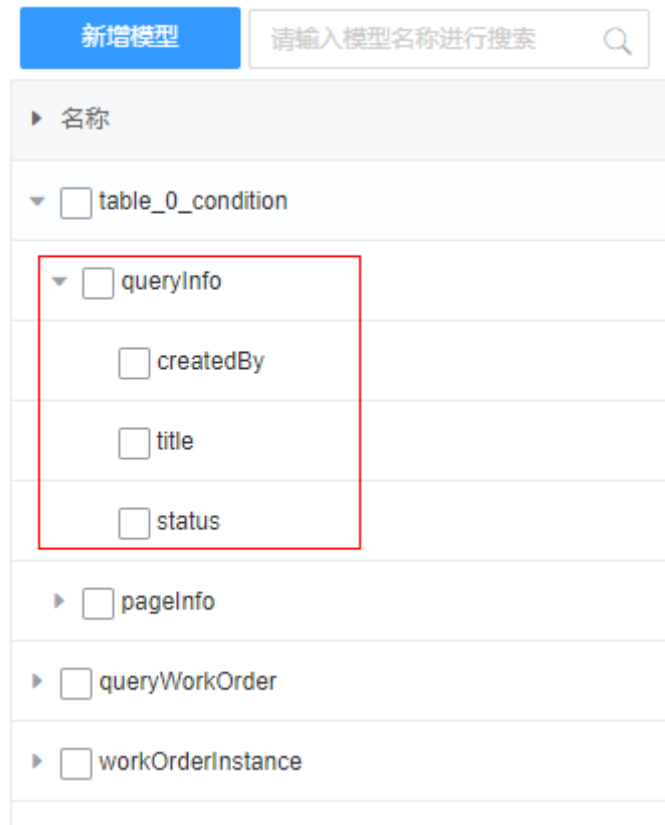 新增模型 请输入模型名称进行搜索
名称
table_0_condition
queryInfo
createdBy
title
status
pageInfo
queryWorkOrder
workOrderInstance